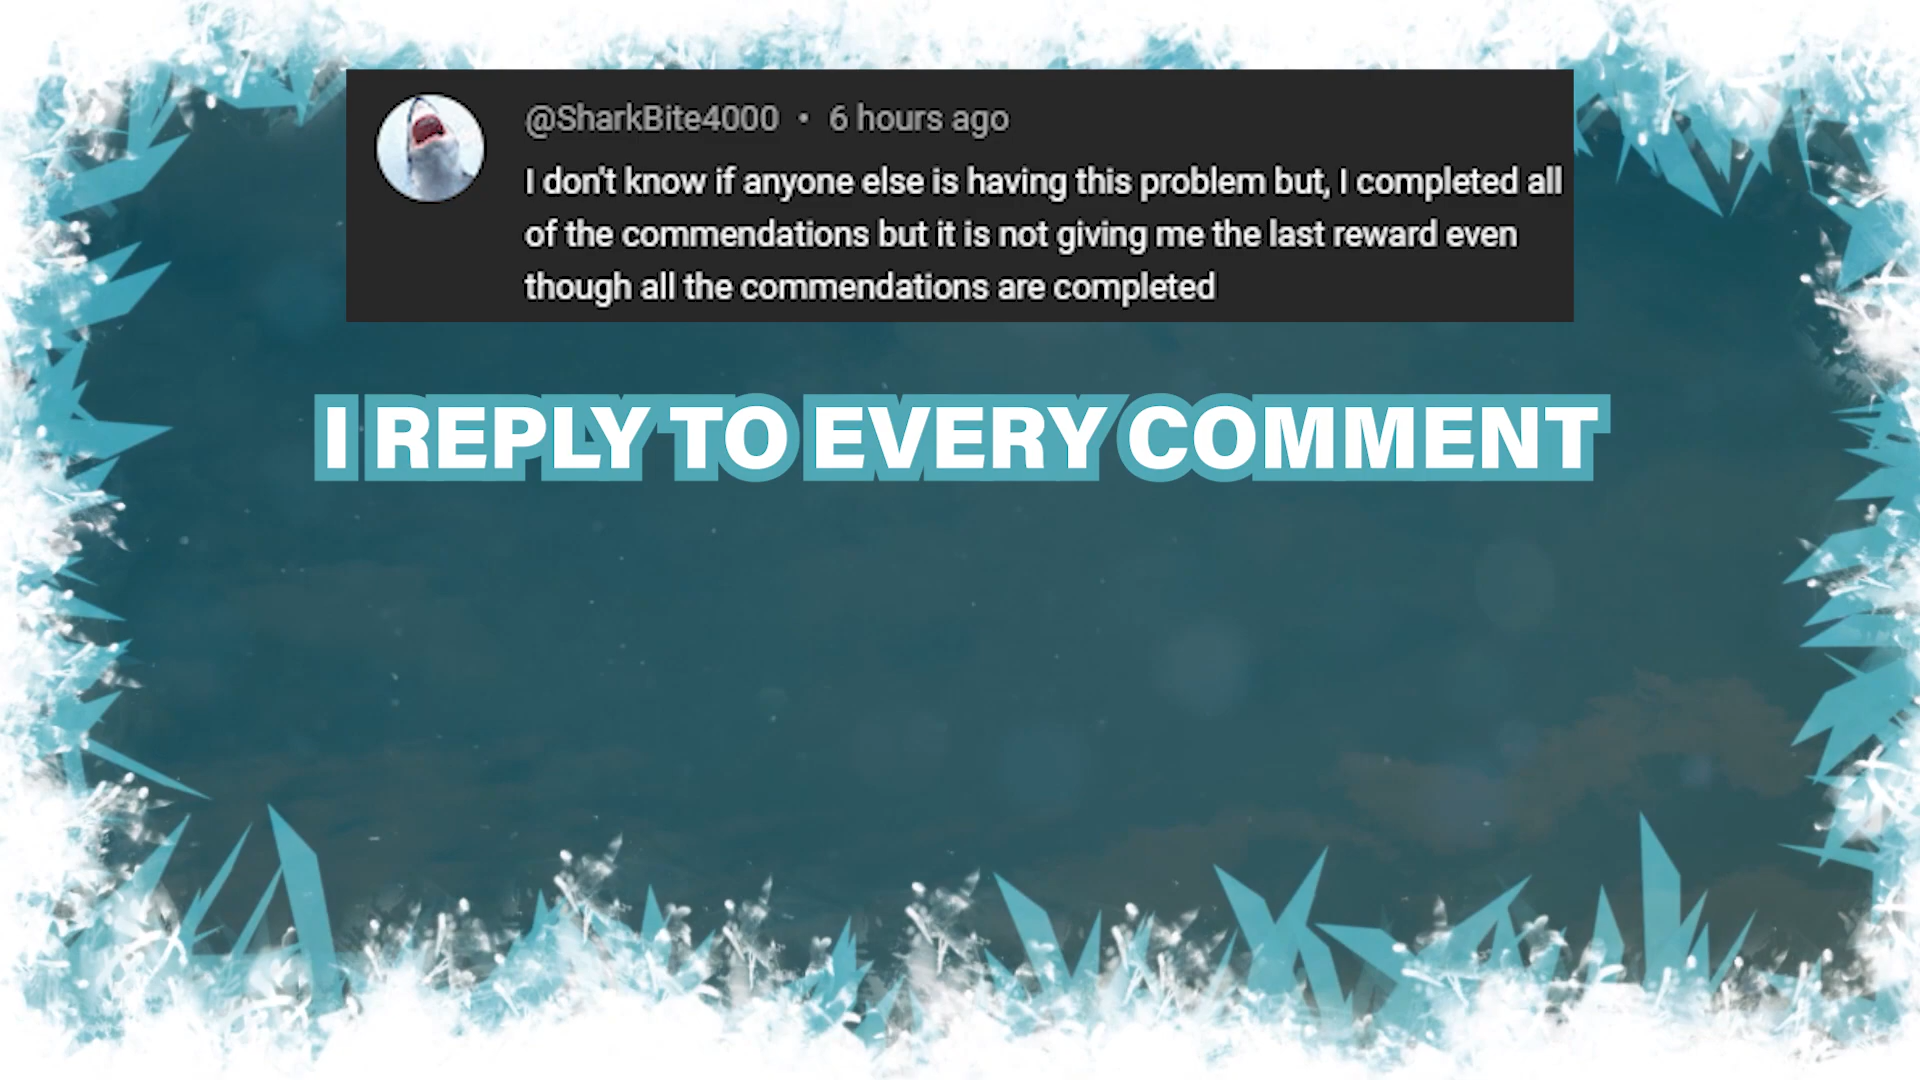 @SharkBite4000 • 6 hours ago
I don't know if anyone else is having this problem but, I completed all
of the commendations but it is not giving me the last reward even
though all the commendations are completed
I REPLY TO EVERY COMMENT